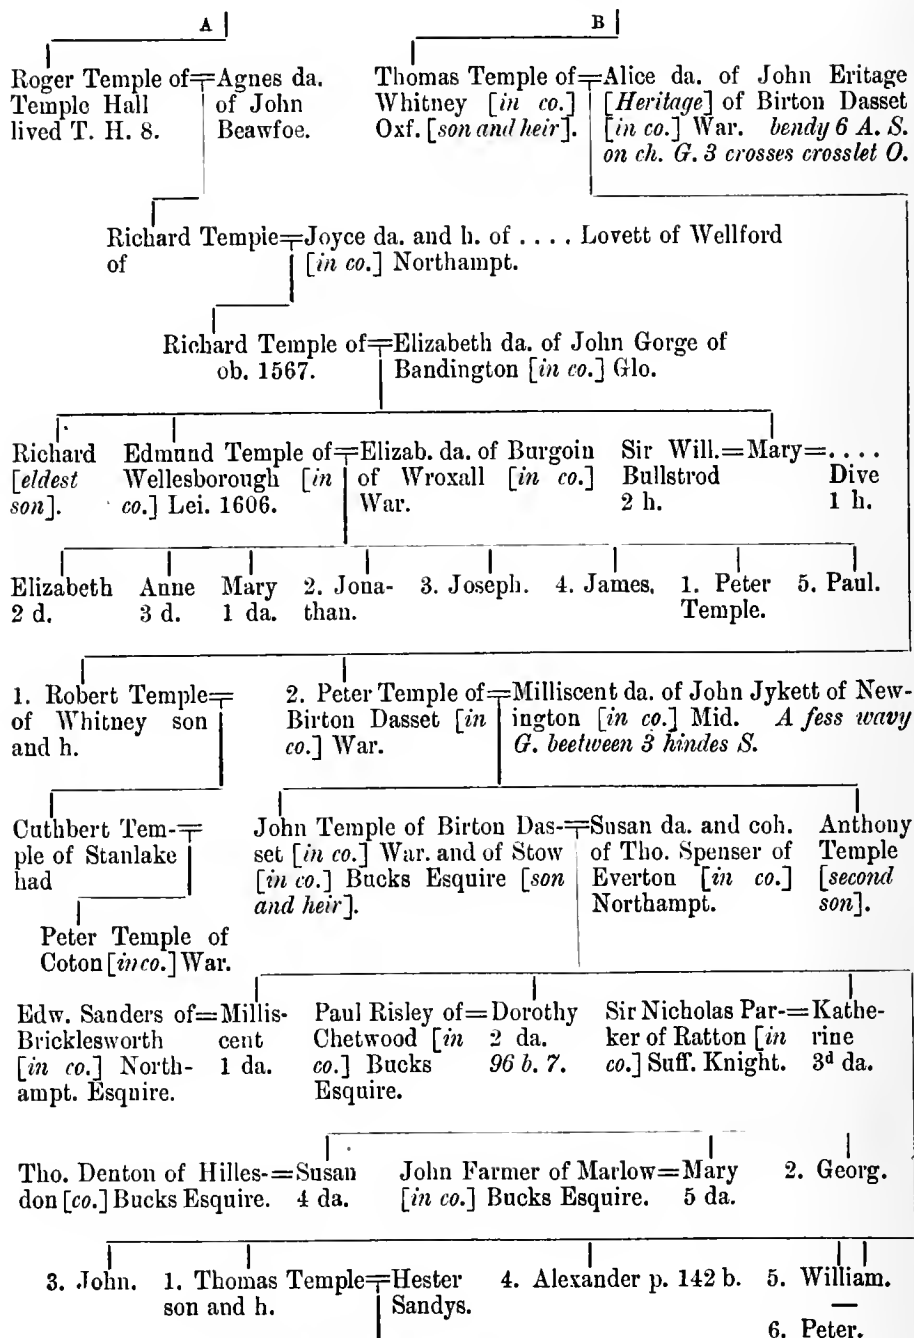 A B
Roger Temple of Agnes da.
Temple Hall of John
lived T. H. 8. Beawfoe.
Thomas Temple of Alice da. of John Eritage
Whitney [in co.] [Heritage] of Birton Dasset
Oxf. [son and heir]. [in co.] War. bendy 6 A. S.
on ch. G. 3 crosses crosslet O.
Richard Temple=Joyce da. and h. of .... Lovett of Wellford
of [in co.] Northampt.
Richard Temple of=Elizabeth da. of John Gorge of
ob. 1567. Bandington [in co.] Glo.
Richard
[eldest
son].
Edmund Temple of=Elizab. da. of Burgoin
Wellesborough [in of Wroxall [in co.]
co.] Lei. 1606. War.
Sir Will.=Mary=....
Bullstrod Dive
2 h. 1 h.
Elizabeth
2 d.
Anne
3 d.
Mary
1 da.
2. Jona-
than.
3. Joseph.
4. James.
1. Peter
Temple.
5. Paul.
1. Robert Temple=
of Whitney son
and h.
2. Peter Temple of=Milliscent da. of John Jykett of New-
Birton Dasset [in ington [in co.] Mid. A fess wavy
co.] War. G. beetween 3 hindes S.
Cuthbert Tem-=
ple of Stanlake
had
John Temple of Birton Das-=Susan da. and coh.
set [in co.] War. and of Stow of Tho. Spenser of
[in co.] Bucks Esquire [son Everton [in co.]
and heir]. Northampt.
Anthony
Temple
[second
son].
Peter Temple of
Coton [in co.] War.
Edw. Sanders of=Millis-
Bricklesworth cent
[in co.] North- 1 da.
ampt. Esquire.
Paul Risley of=Dorothy
Chetwood [in 2 da.
co.] Bucks 96 b. 7.
Esquire.
Sir Nicholas Par-=Kathe-
ker of Ratton [in rine
co.] Suff. Knight. 3d da.
Tho. Denton of Hilles-=Susan
don [co.] Bucks Esquire. 4 da.
John Farmer of Marlow=Mary
[in co.] Bucks Esquire. 5 da.
2. Georg.
3. John.
1. Thomas Temple=Hester
son and h. Sandys.
4. Alexander p. 142 b.
5. William.
6. Peter.